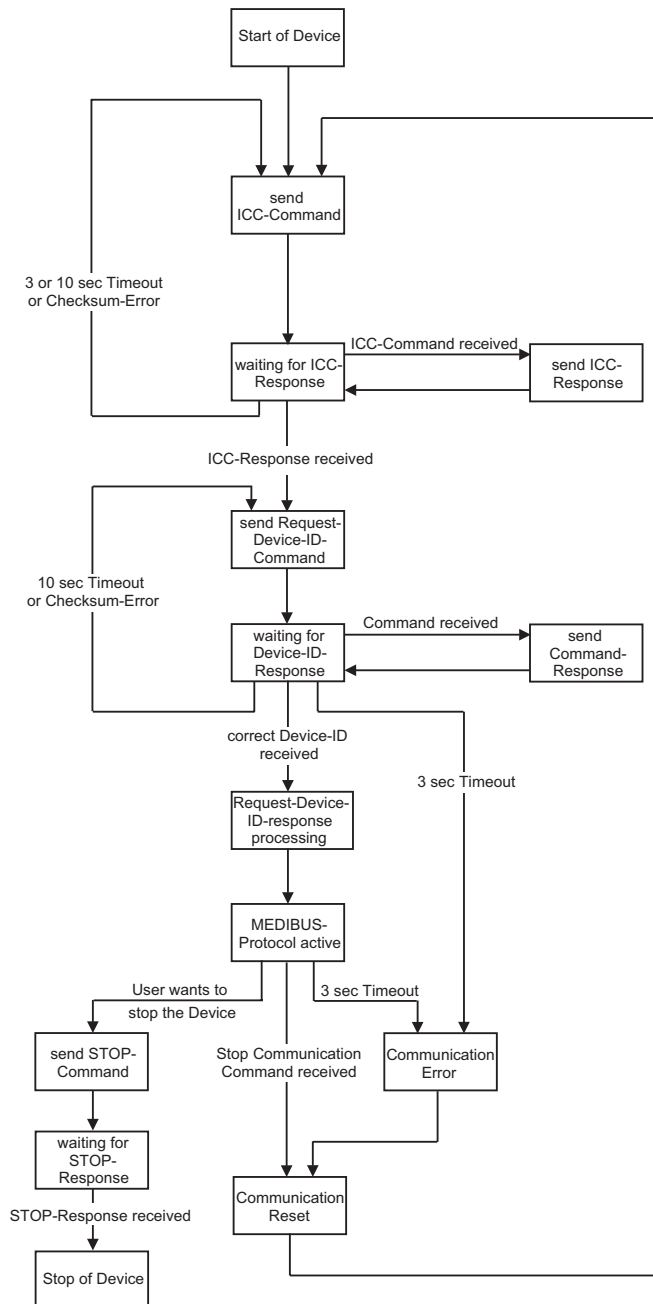 Start of Device
send
ICC-Command
3 or 10 sec Timeout
or Checksum-Error
ICC-Command received
waiting for ICC-
Response
send ICC-
Response
ICC-Response received
send Request-
Device-ID-
Command
10 sec Timeout
or Checksum-Error
Command received
waiting for
Device-ID-
Response
send
Command-
Response
correct Device-ID
received
3 sec Timeout
Request-Device-
ID-response
processing
MEDIBUS-
Protocol active
User wants to
stop the Device
3 sec Timeout
send STOP-
Command
Stop Communication
Command received
Communication
Error
waiting for
STOP-
Response
Communication
Reset
STOP-Response received
Stop of Device